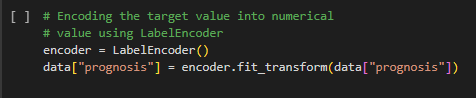 [ ] # Encoding the target value into numerical
# value using LabelEncoder
encoder = LabelEncoder()
data["prognosis"] = encoder.fit_transform(data["prognosis"])